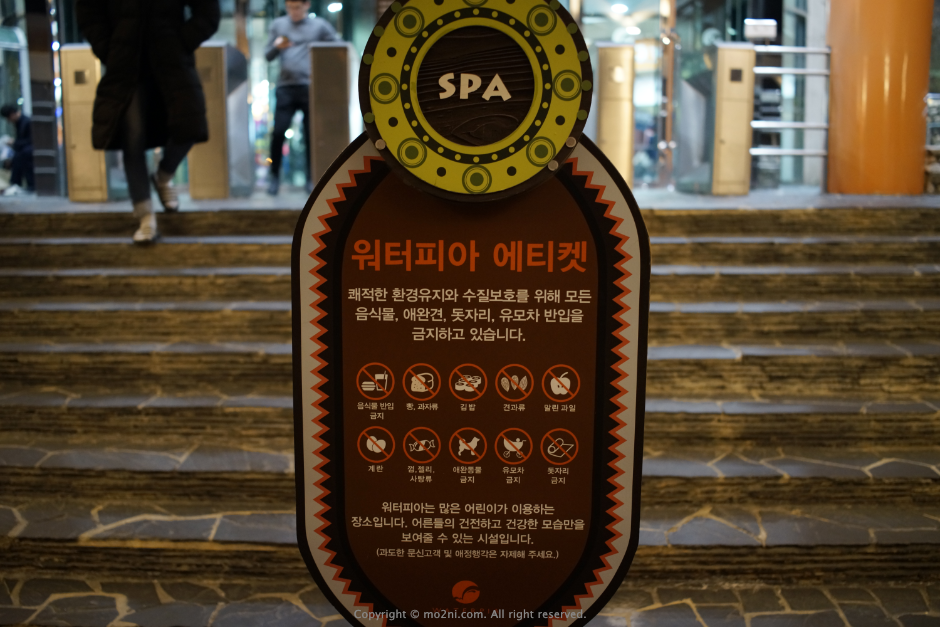 SPA
워터피아 에티켓
쾌적한 환경유지와 수질보호를 위해 모든
음식물, 애완견, 돗자리, 유모차 반입을
금지하고 있습니다.
음식물 반입
금지
빵, 과자류
김밥
견과류
말린 과일
계란
껌, 젤리,
사탕류
애완동물
금지
유모차
금지
돗자리
금지
워터피아는 많은 어린이가 이용하는
장소입니다. 어른들의 건전하고 건강한 모습만을
보여줄 수 있는 시설입니다.
(과도한 문신고객 및 애정행각은 자제해 주세요.)
Copyright © mo2ni.com. All right reserved.